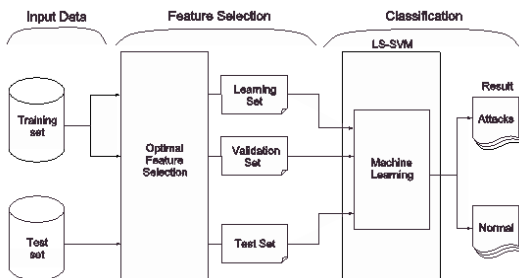 Input Data
Feature Selection
Classification
LS-SVM
Result
Training
set
Test
set
Optimal
Feature
Selection
Learning
Set
Validation
Set
Test Set
Machine
Learning
Attacks
Normal